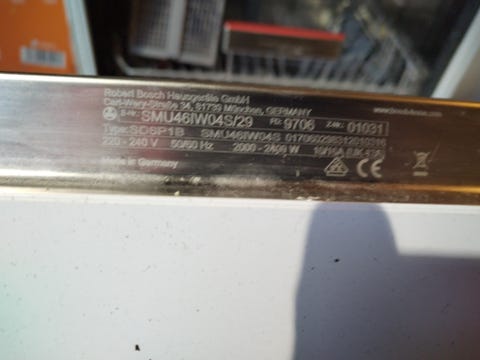 Robert Bosch Hausgeräte GmbH
Carl-Wery-Straße 34, 81739 München, GERMANY
E-Nr. SMU46IW04S/29 FD: 9706 Z-Nr. 01031
Type: SMU46IW04S
220 - 240 V 50/60 Hz 2000 - 2400 W
Made in Germany
CE